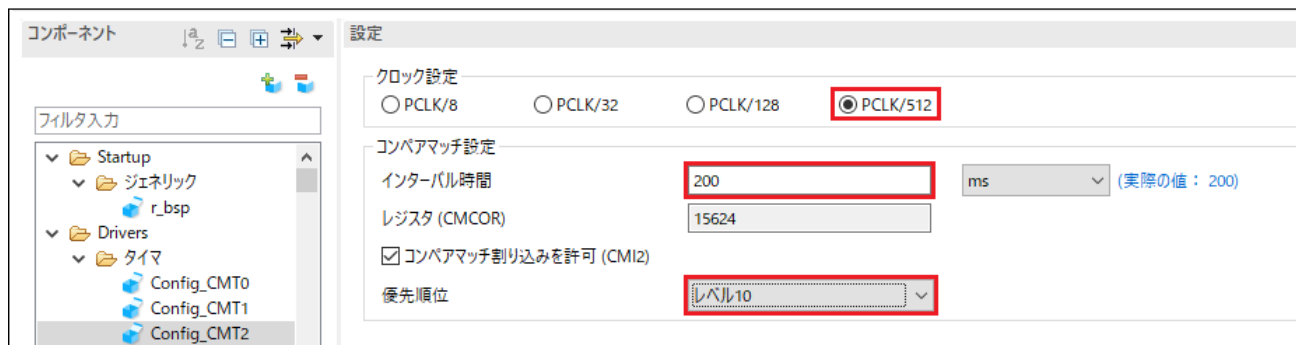 コンポーネント
設定
フィルタ入力
Startup
ジェネリック
r_bsp
Drivers
タイマ
Config_CMT0
Config_CMT1
Config_CMT2
クロック設定
PCLK/8 PCLK/32 PCLK/128 PCLK/512
コンペアマッチ設定
インターバル時間 200 ms (実際の値： 200)
レジスタ (CMCOR) 15624
コンペアマッチ割り込みを許可 (CMI2)
優先順位 レベル10